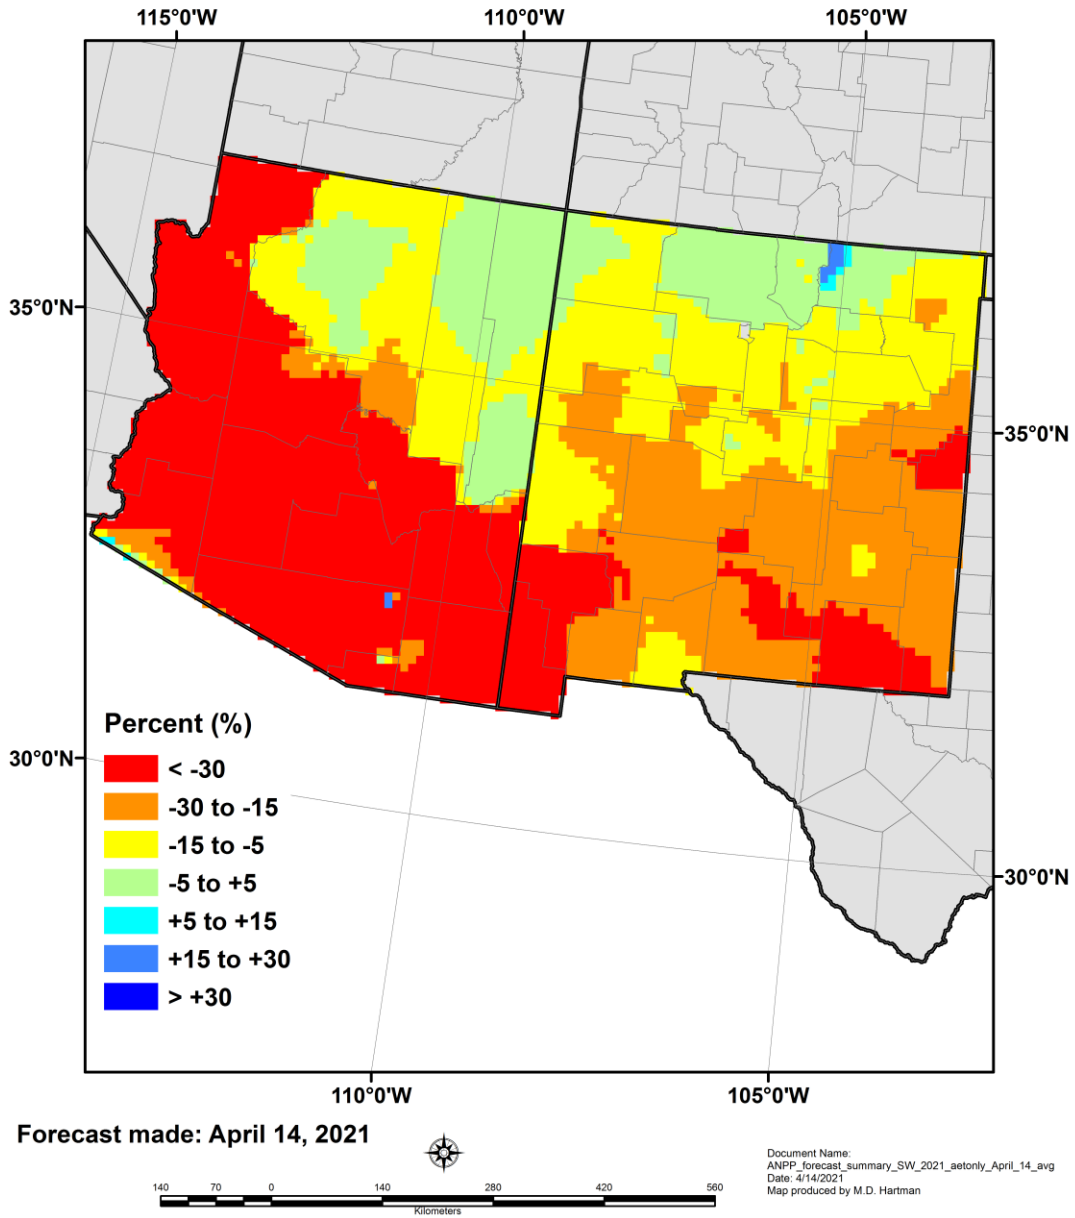 115°0'W 110°0'W 105°0'W
35°0'N
35°0'N
30°0'N
30°0'N
Percent (%)
< -30
-30 to -15
-15 to -5
-5 to +5
+5 to +15
+15 to +30
> +30
110°0'W 105°0'W
Forecast made: April 14, 2021
Document Name:
ANPP_forecast_summary_SW_2021_aetonly_April_14_avg
Date: 4/14/2021
Map produced by M.D. Hartman
140 70 0 140 280 420 560
Kilometers